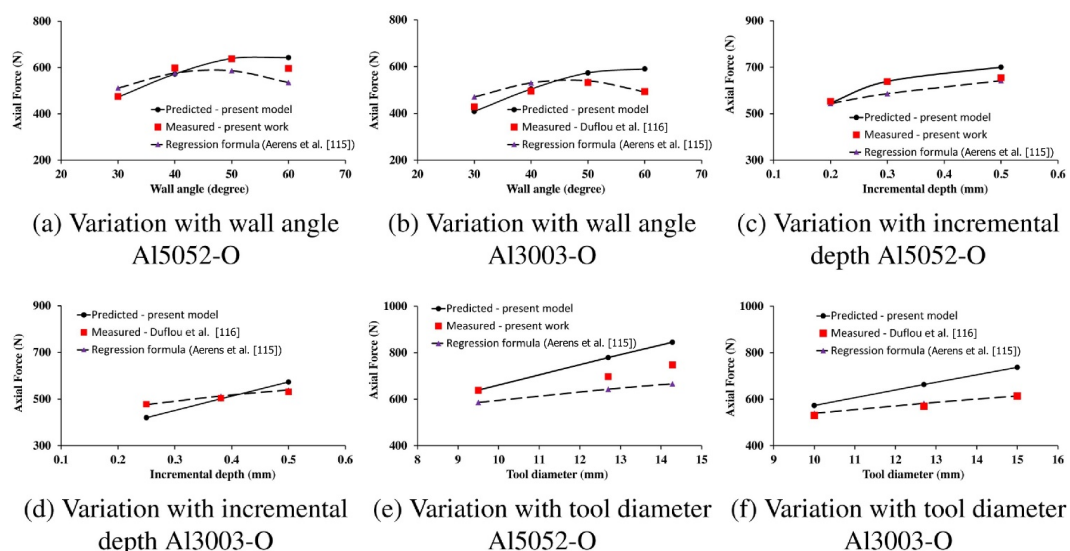 800
600
400
200
Axial Force (N)
Predicted - present model
Measured - present work
Regression formula (Aerens et al. [115])
20 30 40 50 60 70
Wall angle (degree)
(a) Variation with wall angle
Al5052-O
800
600
400
200
Axial Force (N)
Predicted - present model
Measured - Duflou et al. [116]
Regression formula (Aerens et al. [115])
20 30 40 50 60 70
Wall angle (degree)
(b) Variation with wall angle
Al3003-O
900
700
500
300
Axial Force (N)
Predicted - present model
Measured - present work
Regression formula (Aerens et al. [115])
0.1 0.2 0.3 0.4 0.5 0.6
Incremental depth (mm)
(c) Variation with incremental
depth Al5052-O
900
700
500
300
Axial Force (N)
Predicted - present model
Measured - Duflou et al. [116]
Regression formula (Aerens et al. [115])
0.1 0.2 0.3 0.4 0.5 0.6
Incremental depth (mm)
(d) Variation with incremental
depth Al3003-O
1000
800
600
400
Axial Force (N)
Predicted - present model
Measured - present work
Regression formula (Aerens et al. [115])
8 9 10 11 12 13 14 15
Tool diameter (mm)
(e) Variation with tool diameter
Al5052-O
1000
800
600
400
Axial Force (N)
Predicted - present model
Measured - Duflou et al. [116]
Regression formula (Aerens et al. [115])
9 10 11 12 13 14 15 16
Tool diameter (mm)
(f) Variation with tool diameter
Al3003-O